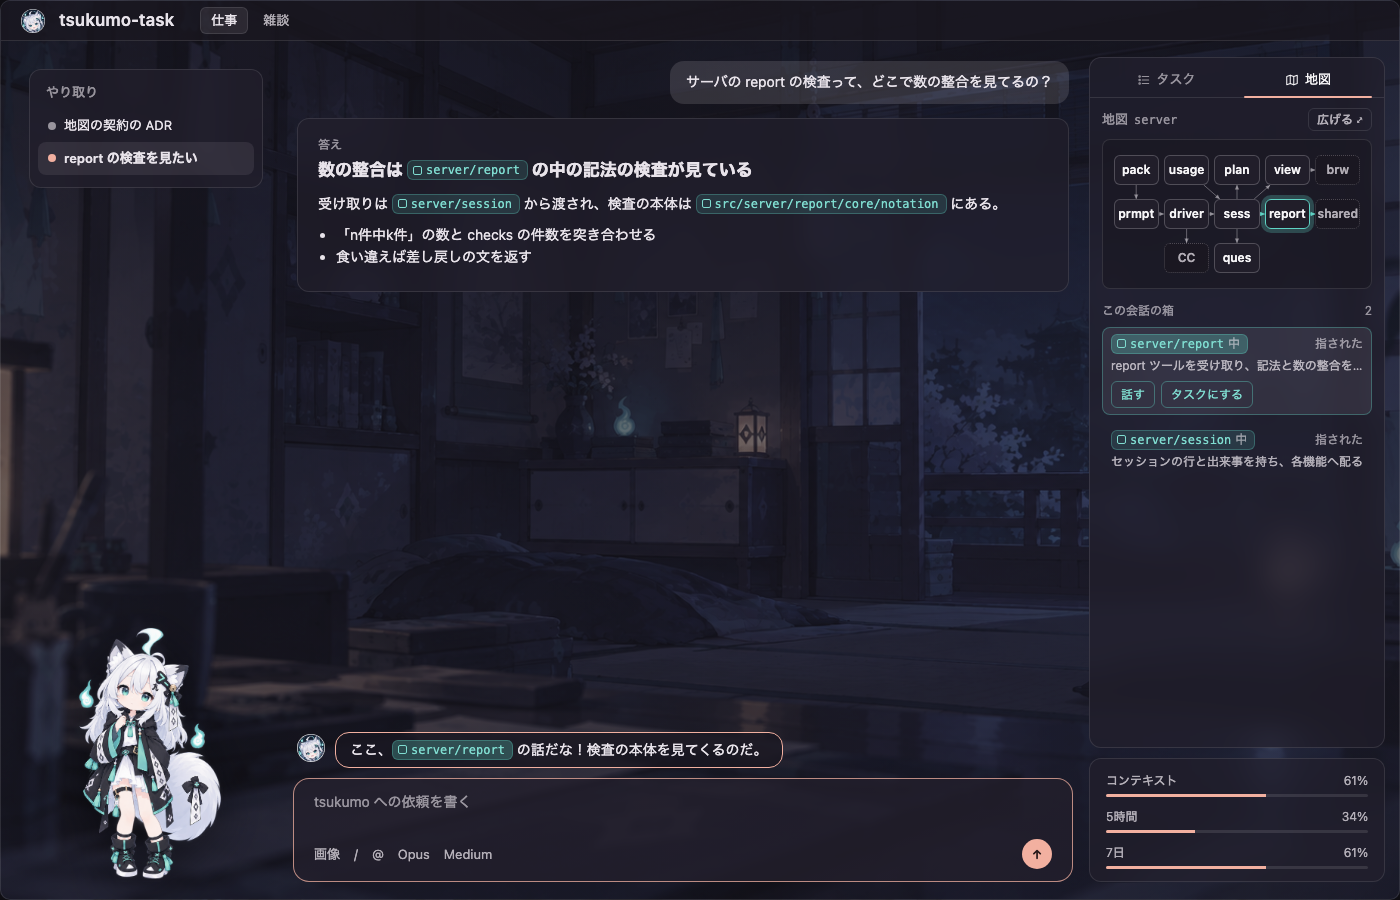 tsukumo-task
仕事
雑談
やり取り
地図の契約の ADR
report の検査を見たい
サーバの report の検査って、どこで数の整合を見てるの？
答え
数の整合は server/report の中の記法の検査が見ている
受け取りは server/session から渡され、検査の本体は src/server/report/core/notation にある。
• 「n件中k件」の数と checks の件数を突き合わせる
• 食い違えば差し戻しの文を返す
ここ、 server/report の話だな！検査の本体を見てくるのだ。
tsukumo への依頼を書く
画像 / @ Opus Medium
タスク
地図
地図 server
広げる
pack usage plan view brw
prmpt driver sess report shared
CC ques
この会話の箱 2
server/report 中 指された
report ツールを受け取り、記法と数の整合を…
話す タスクにする
server/session 中 指された
セッションの行と出来事を持ち、各機能へ配る
コンテキスト 61%
5時間 34%
7日 61%